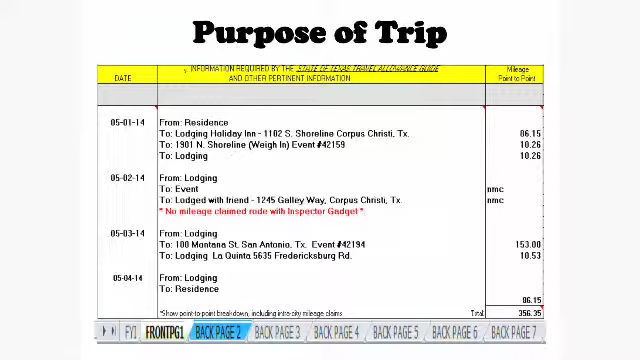 Purpose of Trip
INFORMATION REQUIRED BY THE STATE OF TEXAS TRAVEL ALLOWANCE GUIDE
Mileage
DATE AND OTHER PERTINENT INFORMATION Point to Point
05-01-14 From: Residence
To: Lodging Holiday Inn - 1102 S. Shoreline Corpus Christi, Tx. 86.15
To: 1901 N. Shoreline (Weigh In) Event #42159 10.26
To: Lodging 10.26
05-02-14 From: Lodging
To: Event nmc
To: Lodged with friend - 1245 Galley Way, Corpus Christi, Tx. nmc
* No mileage claimed rode with Inspector Gadget *
05-03-14 From: Lodging
To: 100 Montana St. San Antonio, Tx. Event #42194 153.00
To: Lodging La Quinta 5635 Fredericksburg Rd. 10.53
05-04-14 From: Lodging
To: Residence
86.15
*Show point-to-point breakdown, including intra-city mileage claims Total: 356.35
FYI FRONTPG1 BACK PAGE 2 BACK PAGE 3 BACK PAGE 4 BACK PAGE 5 BACK PAGE 6 BACK PAGE 7